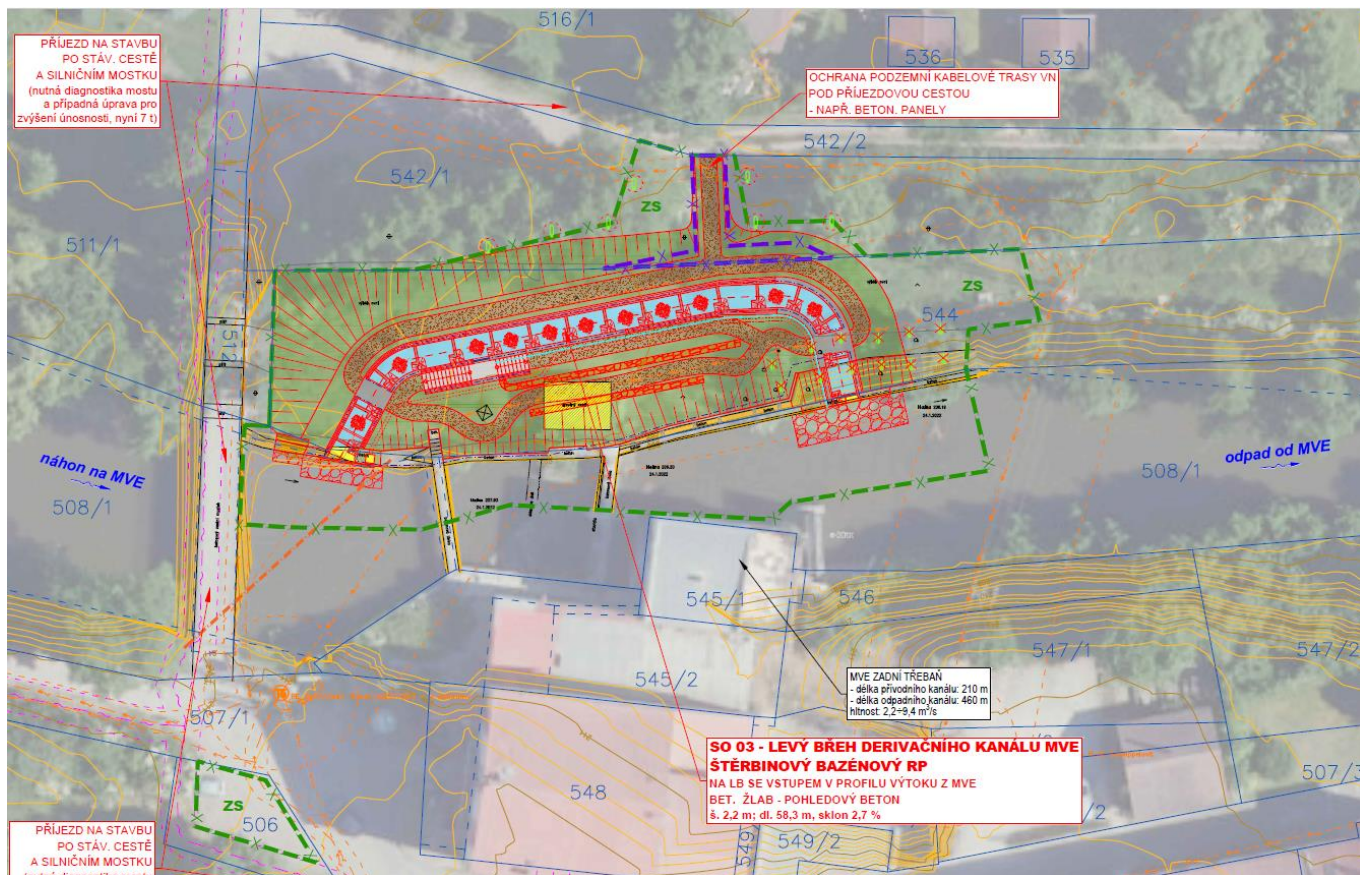 516/1
536
535
PŘÍJEZD NA STAVBU
PO STÁV. CESTĚ
A SILNIČNÍM MOSTKU
(nutná diagnostika mostu
a případná úprava pro
zvýšení únosnosti, nyní 7 t)
OCHRANA PODZEMNÍ KABELOVÉ TRASY VN
POD PŘÍJEZDOVOU CESTOU
- NAPŘ. BETON. PANELY
542/2
542/1
ZS
511/1
ZS
544
512
náhon na MVE
508/1
508/1
odpad od MVE
545/1
546
547/1
547/2
545/2
MVE ZADNÍ TŘEBAŇ
- délka přívodního kanálu: 210 m
- délka odpadního kanálu: 460 m
hltnost: 2,2÷9,4 m³/s
507/1
SO 03 - LEVÝ BŘEH DERIVAČNÍHO KANÁLU MVE
ŠTĚRBINOVÝ BAZÉNOVÝ RP
NA LB SE VSTUPEM V PROFILU VÝTOKU Z MVE
BET. ŽLAB - POHLEDOVÝ BETON
š. 2,2 m; dl. 58,3 m, sklon 2,7 %
507/3
548
ZS
506
549
549/2
PŘÍJEZD NA STAVBU
PO STÁV. CESTĚ
A SILNIČNÍM MOSTKU